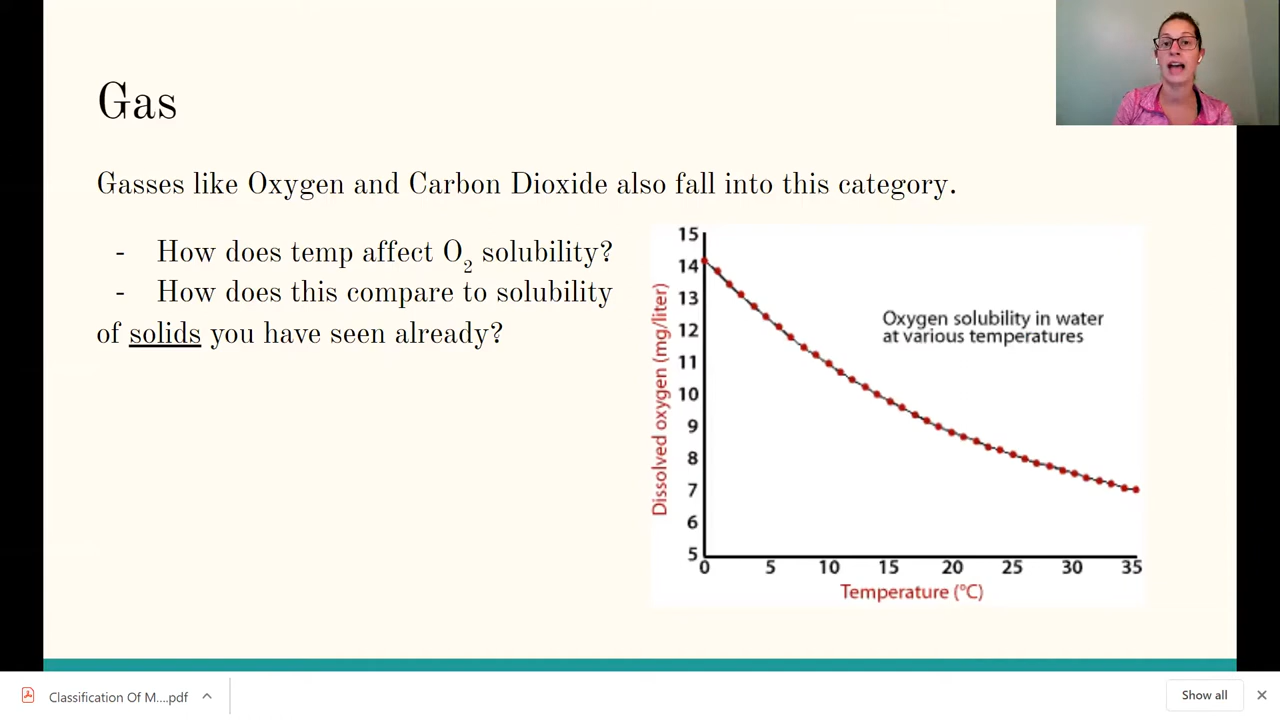 Gas
Gasses like Oxygen and Carbon Dioxide also fall into this category.
- How does temp affect O2 solubility?
- How does this compare to solubility
of solids you have seen already?
15
14
13
12
11
10
9
8
7
6
5
Dissolved oxygen (mg/liter)
Oxygen solubility in water
at various temperatures
0 5 10 15 20 25 30 35
Temperature (°C)
Classification Of M....pdf
Show all